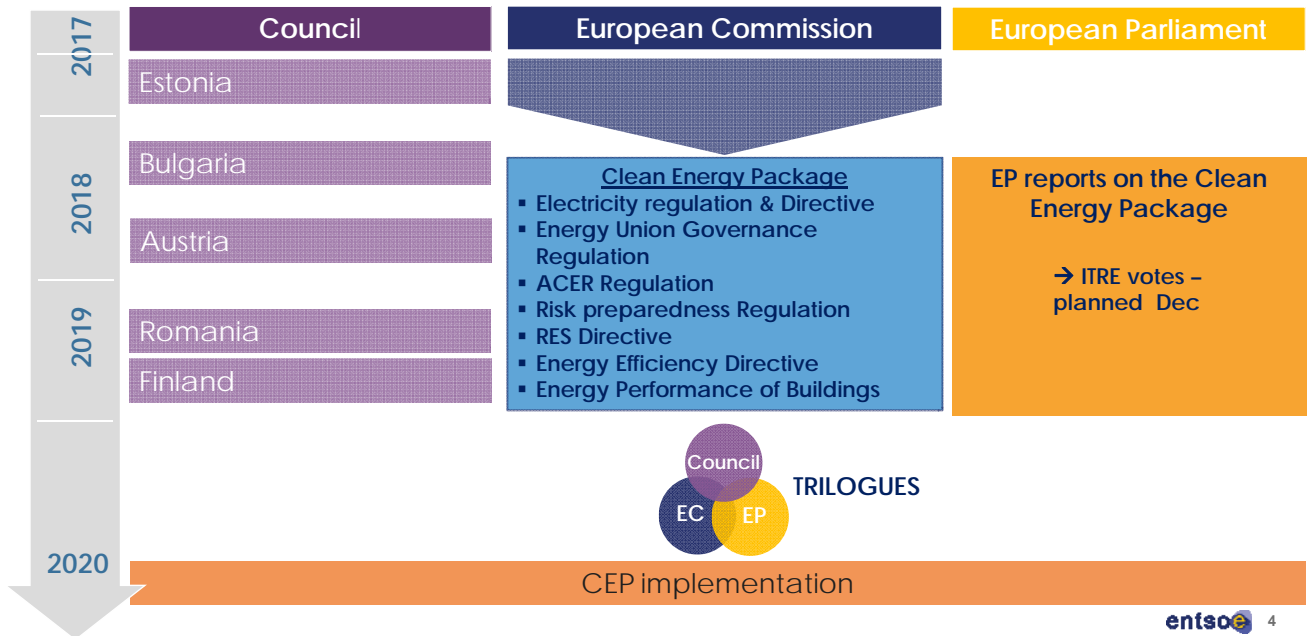 2017
2018
2019
2020
Council
Estonia
Bulgaria
Austria
Romania
Finland
European Commission
Clean Energy Package
▪ Electricity regulation & Directive
▪ Energy Union Governance
Regulation
▪ ACER Regulation
▪ Risk preparedness Regulation
▪ RES Directive
▪ Energy Efficiency Directive
▪ Energy Performance of Buildings
European Parliament
EP reports on the Clean
Energy Package
→ ITRE votes –
planned Dec
Council
EC
EP
TRILOGUES
CEP implementation
entsoe
4